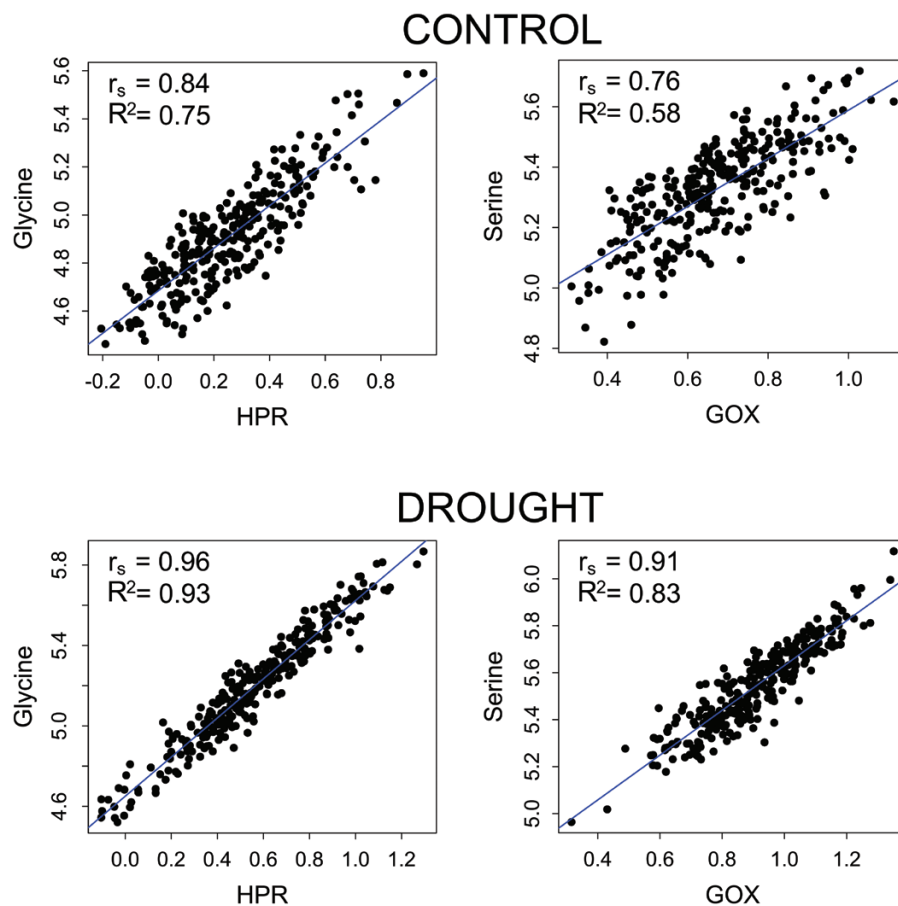 CONTROL
rs = 0.84
R²= 0.75
Glycine
5.6
5.4
5.2
5.0
4.8
4.6
-0.2 0.0 0.2 0.4 0.6 0.8
HPR
rs = 0.76
R²= 0.58
Serine
5.6
5.4
5.2
5.0
4.8
0.4 0.6 0.8 1.0
GOX
DROUGHT
rs = 0.96
R²= 0.93
Glycine
5.8
5.4
5.0
4.6
0.0 0.2 0.4 0.6 0.8 1.0 1.2
HPR
rs = 0.91
R²= 0.83
Serine
6.0
5.8
5.6
5.4
5.2
5.0
0.4 0.6 0.8 1.0 1.2
GOX